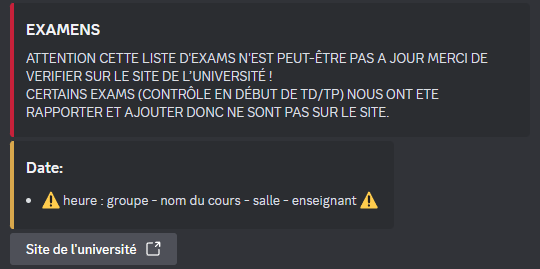 EXAMENS
ATTENTION CETTE LISTE D'EXAMS N'EST PEUT-ÊTRE PAS A JOUR MERCI DE
VERIFIER SUR LE SITE DE L'UNIVERSITÉ !
CERTAINS EXAMS (CONTRÔLE EN DÉBUT DE TD/TP) NOUS ONT ETE
RAPPORTER ET AJOUTER DONC NE SONT PAS SUR LE SITE.
Date:
• ⚠️ heure : groupe - nom du cours - salle - enseignant ⚠️
Site de l'université